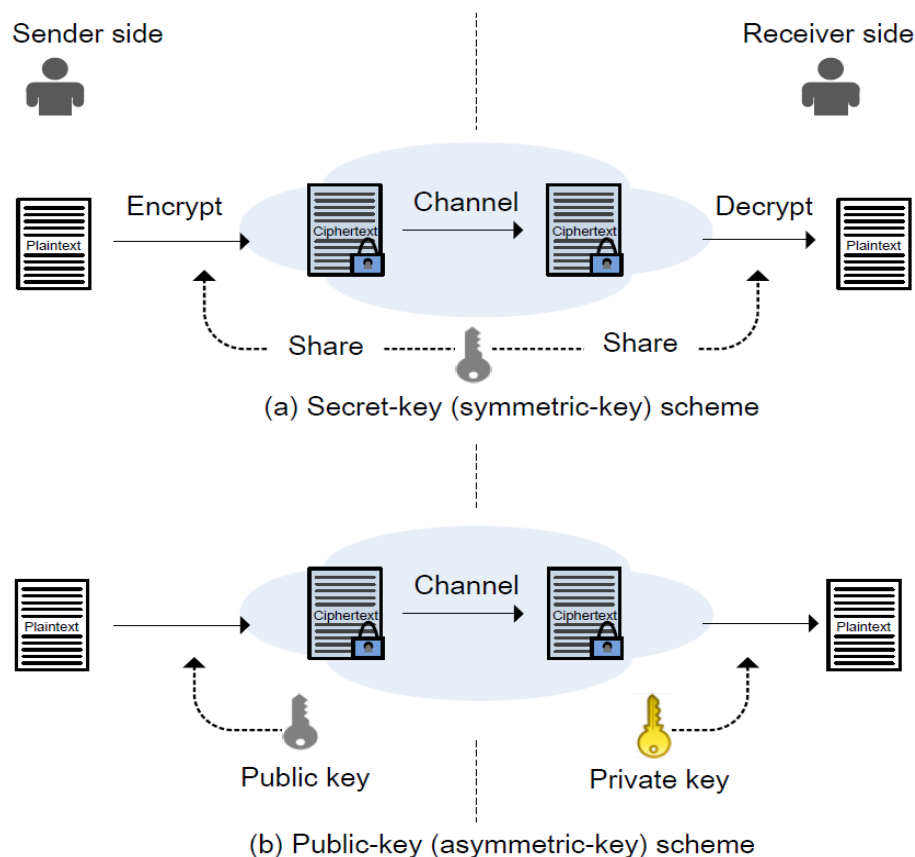 Sender side
Receiver side
Encrypt
Channel
Decrypt
Plaintext
Ciphertext
Ciphertext
Plaintext
Share
Share
(a) Secret-key (symmetric-key) scheme
Channel
Plaintext
Ciphertext
Ciphertext
Plaintext
Public key
Private key
(b) Public-key (asymmetric-key) scheme